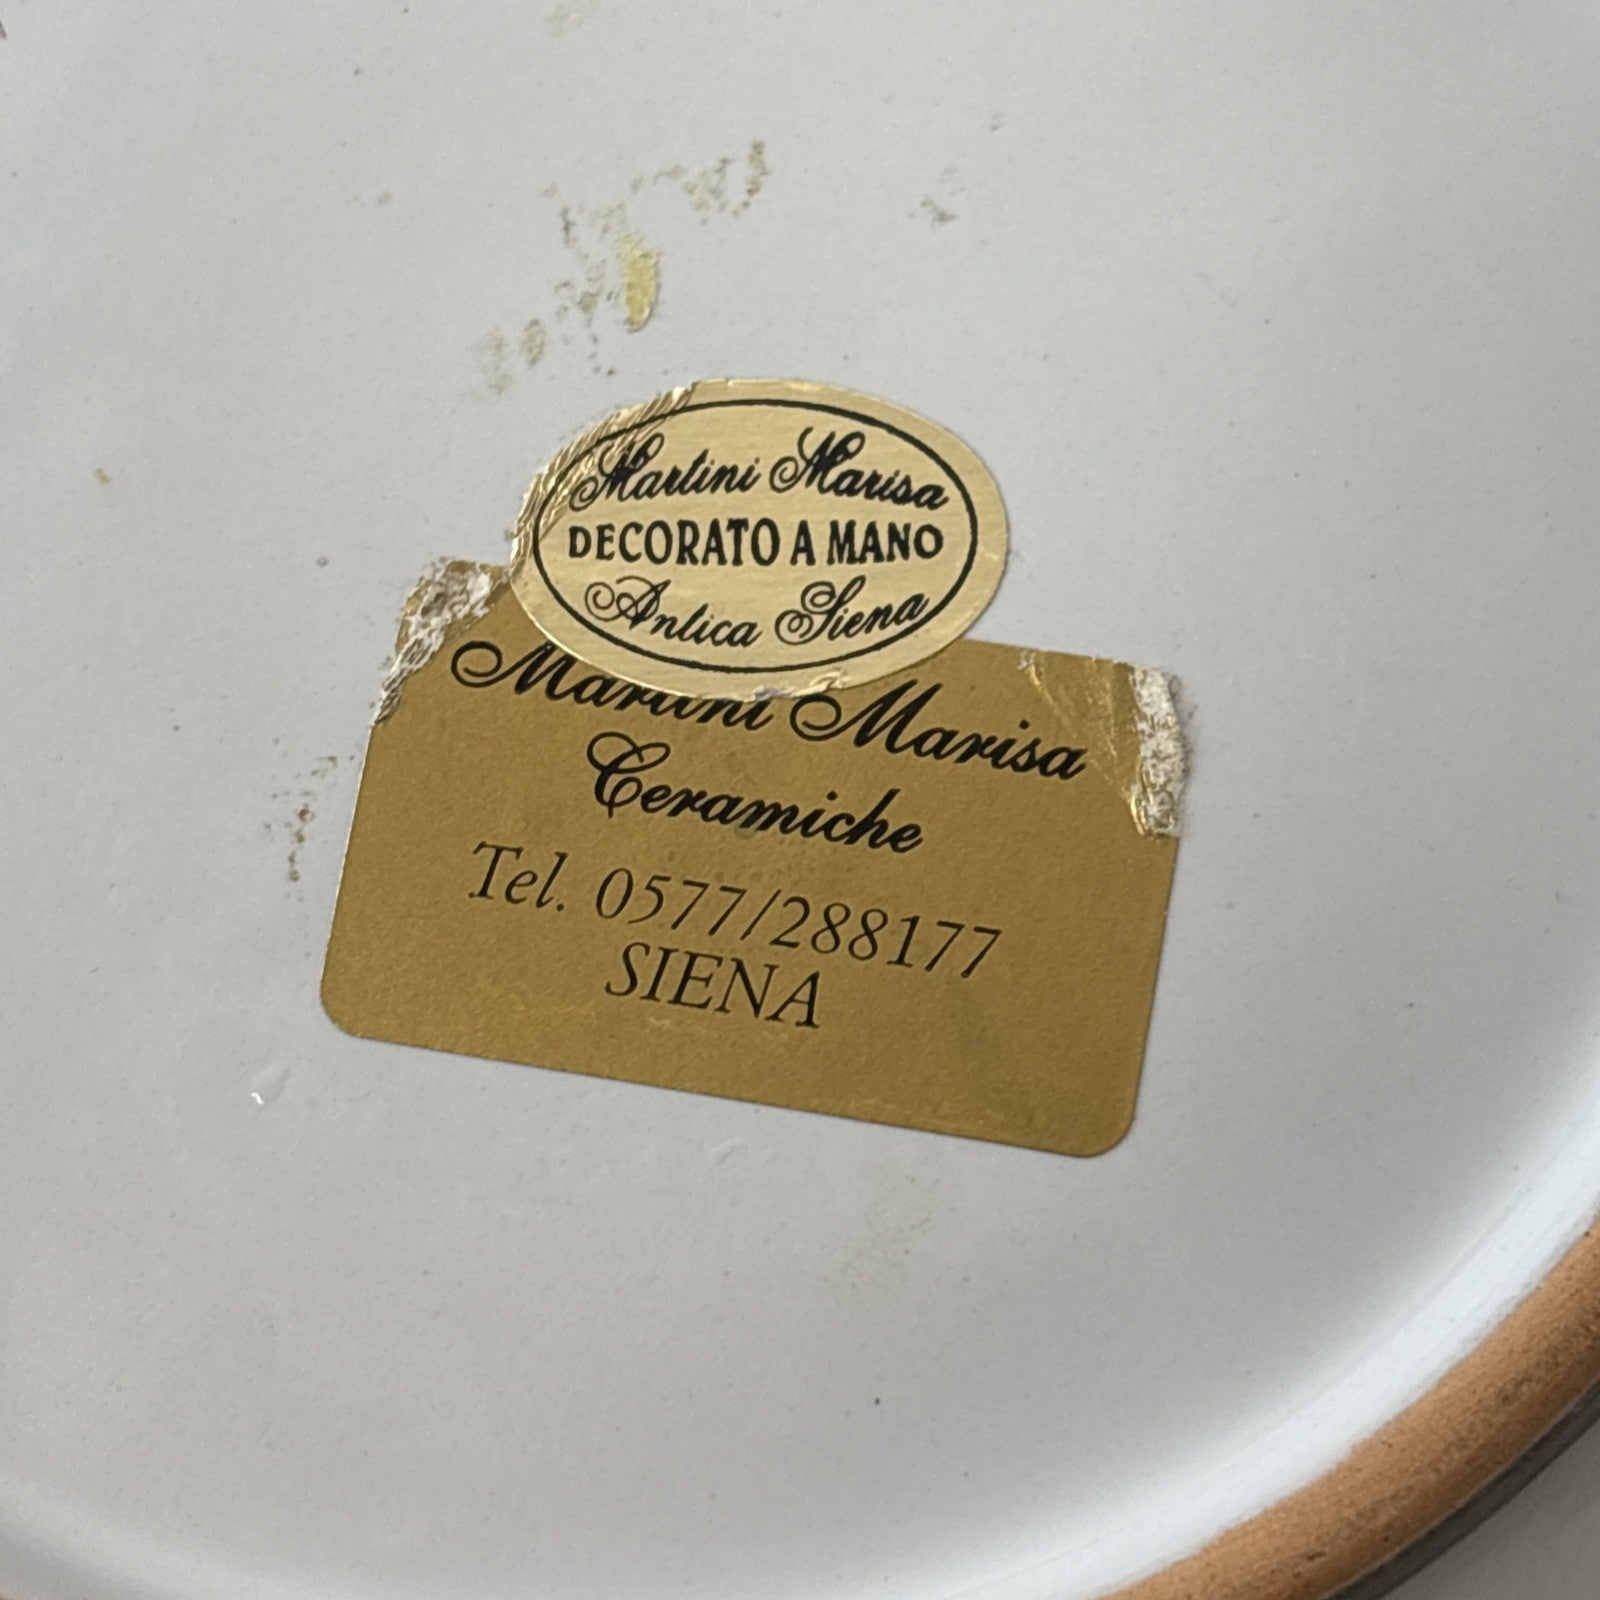 Martini Marisa
DECORATO A MANO
Antica Siena
Martini Marisa
Ceramiche
Tel. 0577/288177
SIENA